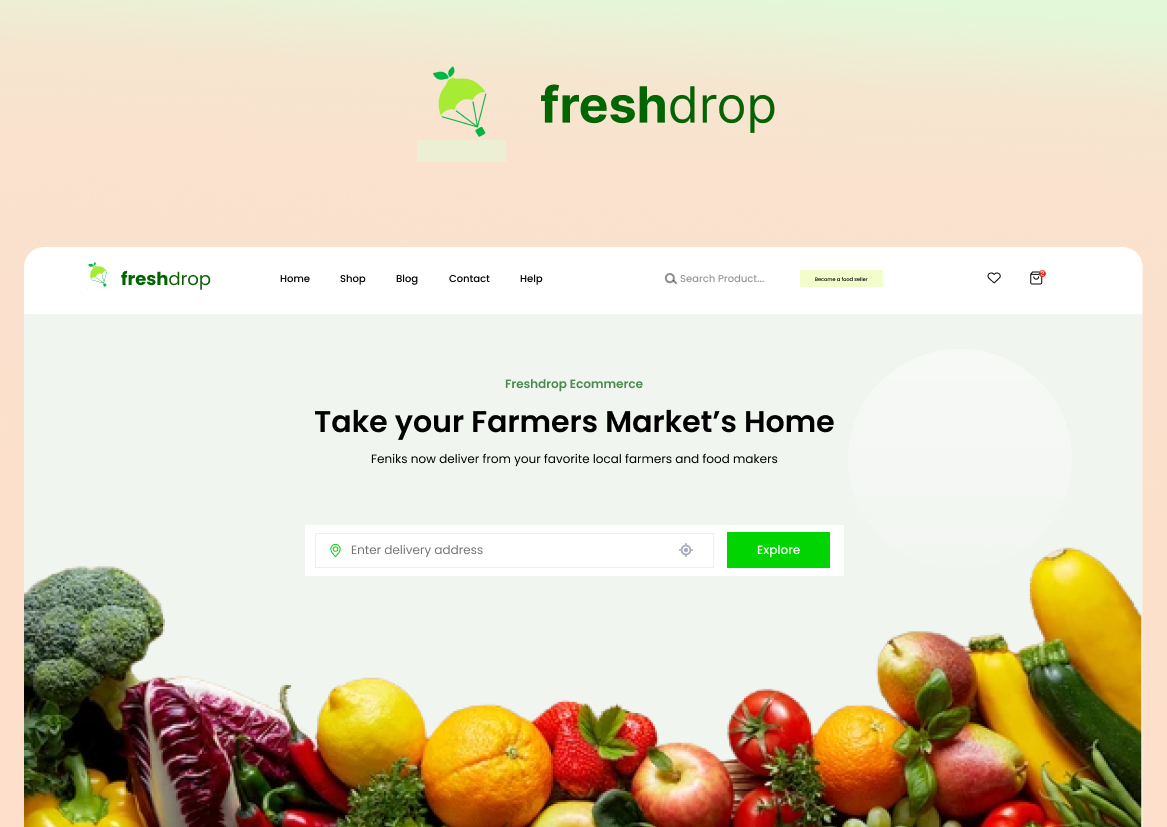 freshdrop
freshdrop
Home
Shop
Blog
Contact
Help
Search Product...
Become a food seller
Freshdrop Ecommerce
Take your Farmers Market’s Home
Feniks now deliver from your favorite local farmers and food makers
Enter delivery address
Explore